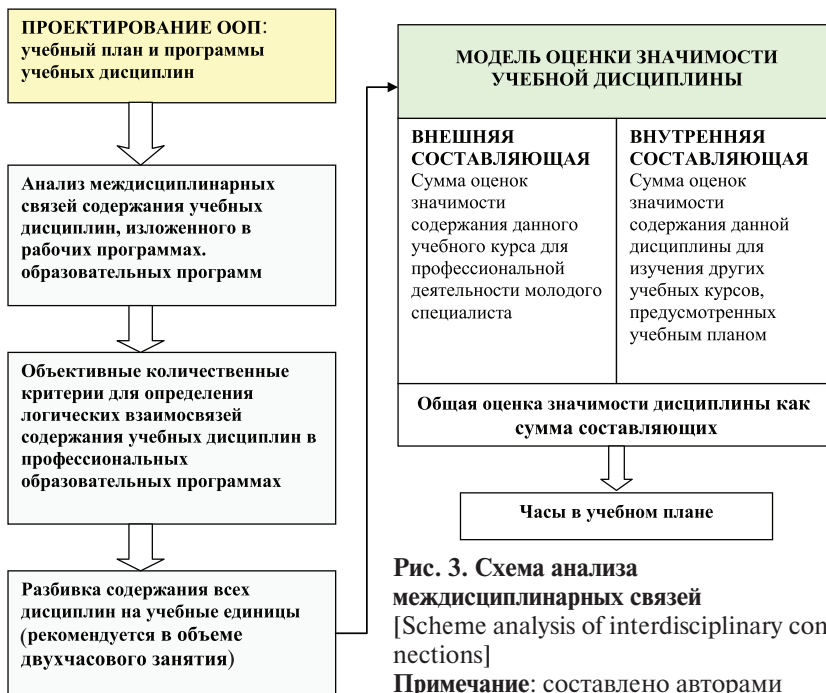 ПРОЕКТИРОВАНИЕ ООП:
учебный план и программы
учебных дисциплин
Анализ междисциплинарных
связей содержания учебных
дисциплин, изложенного в
рабочих программах.
образовательных программ
Объективные количественные
критерии для определения
логических взаимосвязей
содержания учебных дисциплин в
профессиональных
образовательных программах
Разбивка содержания всех
дисциплин на учебные единицы
(рекомендуется в объеме
двухчасового занятия)
МОДЕЛЬ ОЦЕНКИ ЗНАЧИМОСТИ
УЧЕБНОЙ ДИСЦИПЛИНЫ
ВНЕШНЯЯ
СОСТАВЛЯЮЩАЯ
Сумма оценок
значимости
содержания данного
учебного курса для
профессиональной
деятельности молодого
специалиста
ВНУТРЕННЯЯ
СОСТАВЛЯЮЩАЯ
Сумма оценок
значимости
содержания данной
дисциплины для
изучения других
учебных курсов,
предусмотренных
учебным планом
Общая оценка значимости дисциплины как
сумма составляющих
Часы в учебном плане
Рис. 3. Схема анализа
междисциплинарных связей
[Scheme analysis of interdisciplinary con
nections]
Примечание: составлено авторами